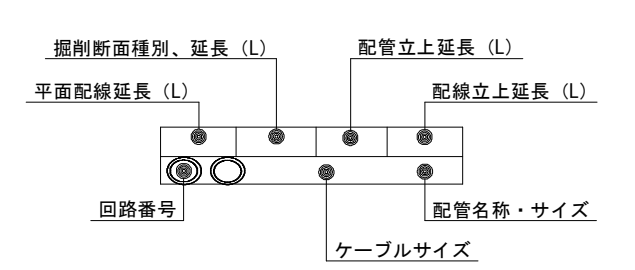 掘削断面種別、延長（L）
配管立上延長（L）
平面配線延長（L）
配線立上延長（L）
回路番号
配管名称・サイズ
ケーブルサイズ